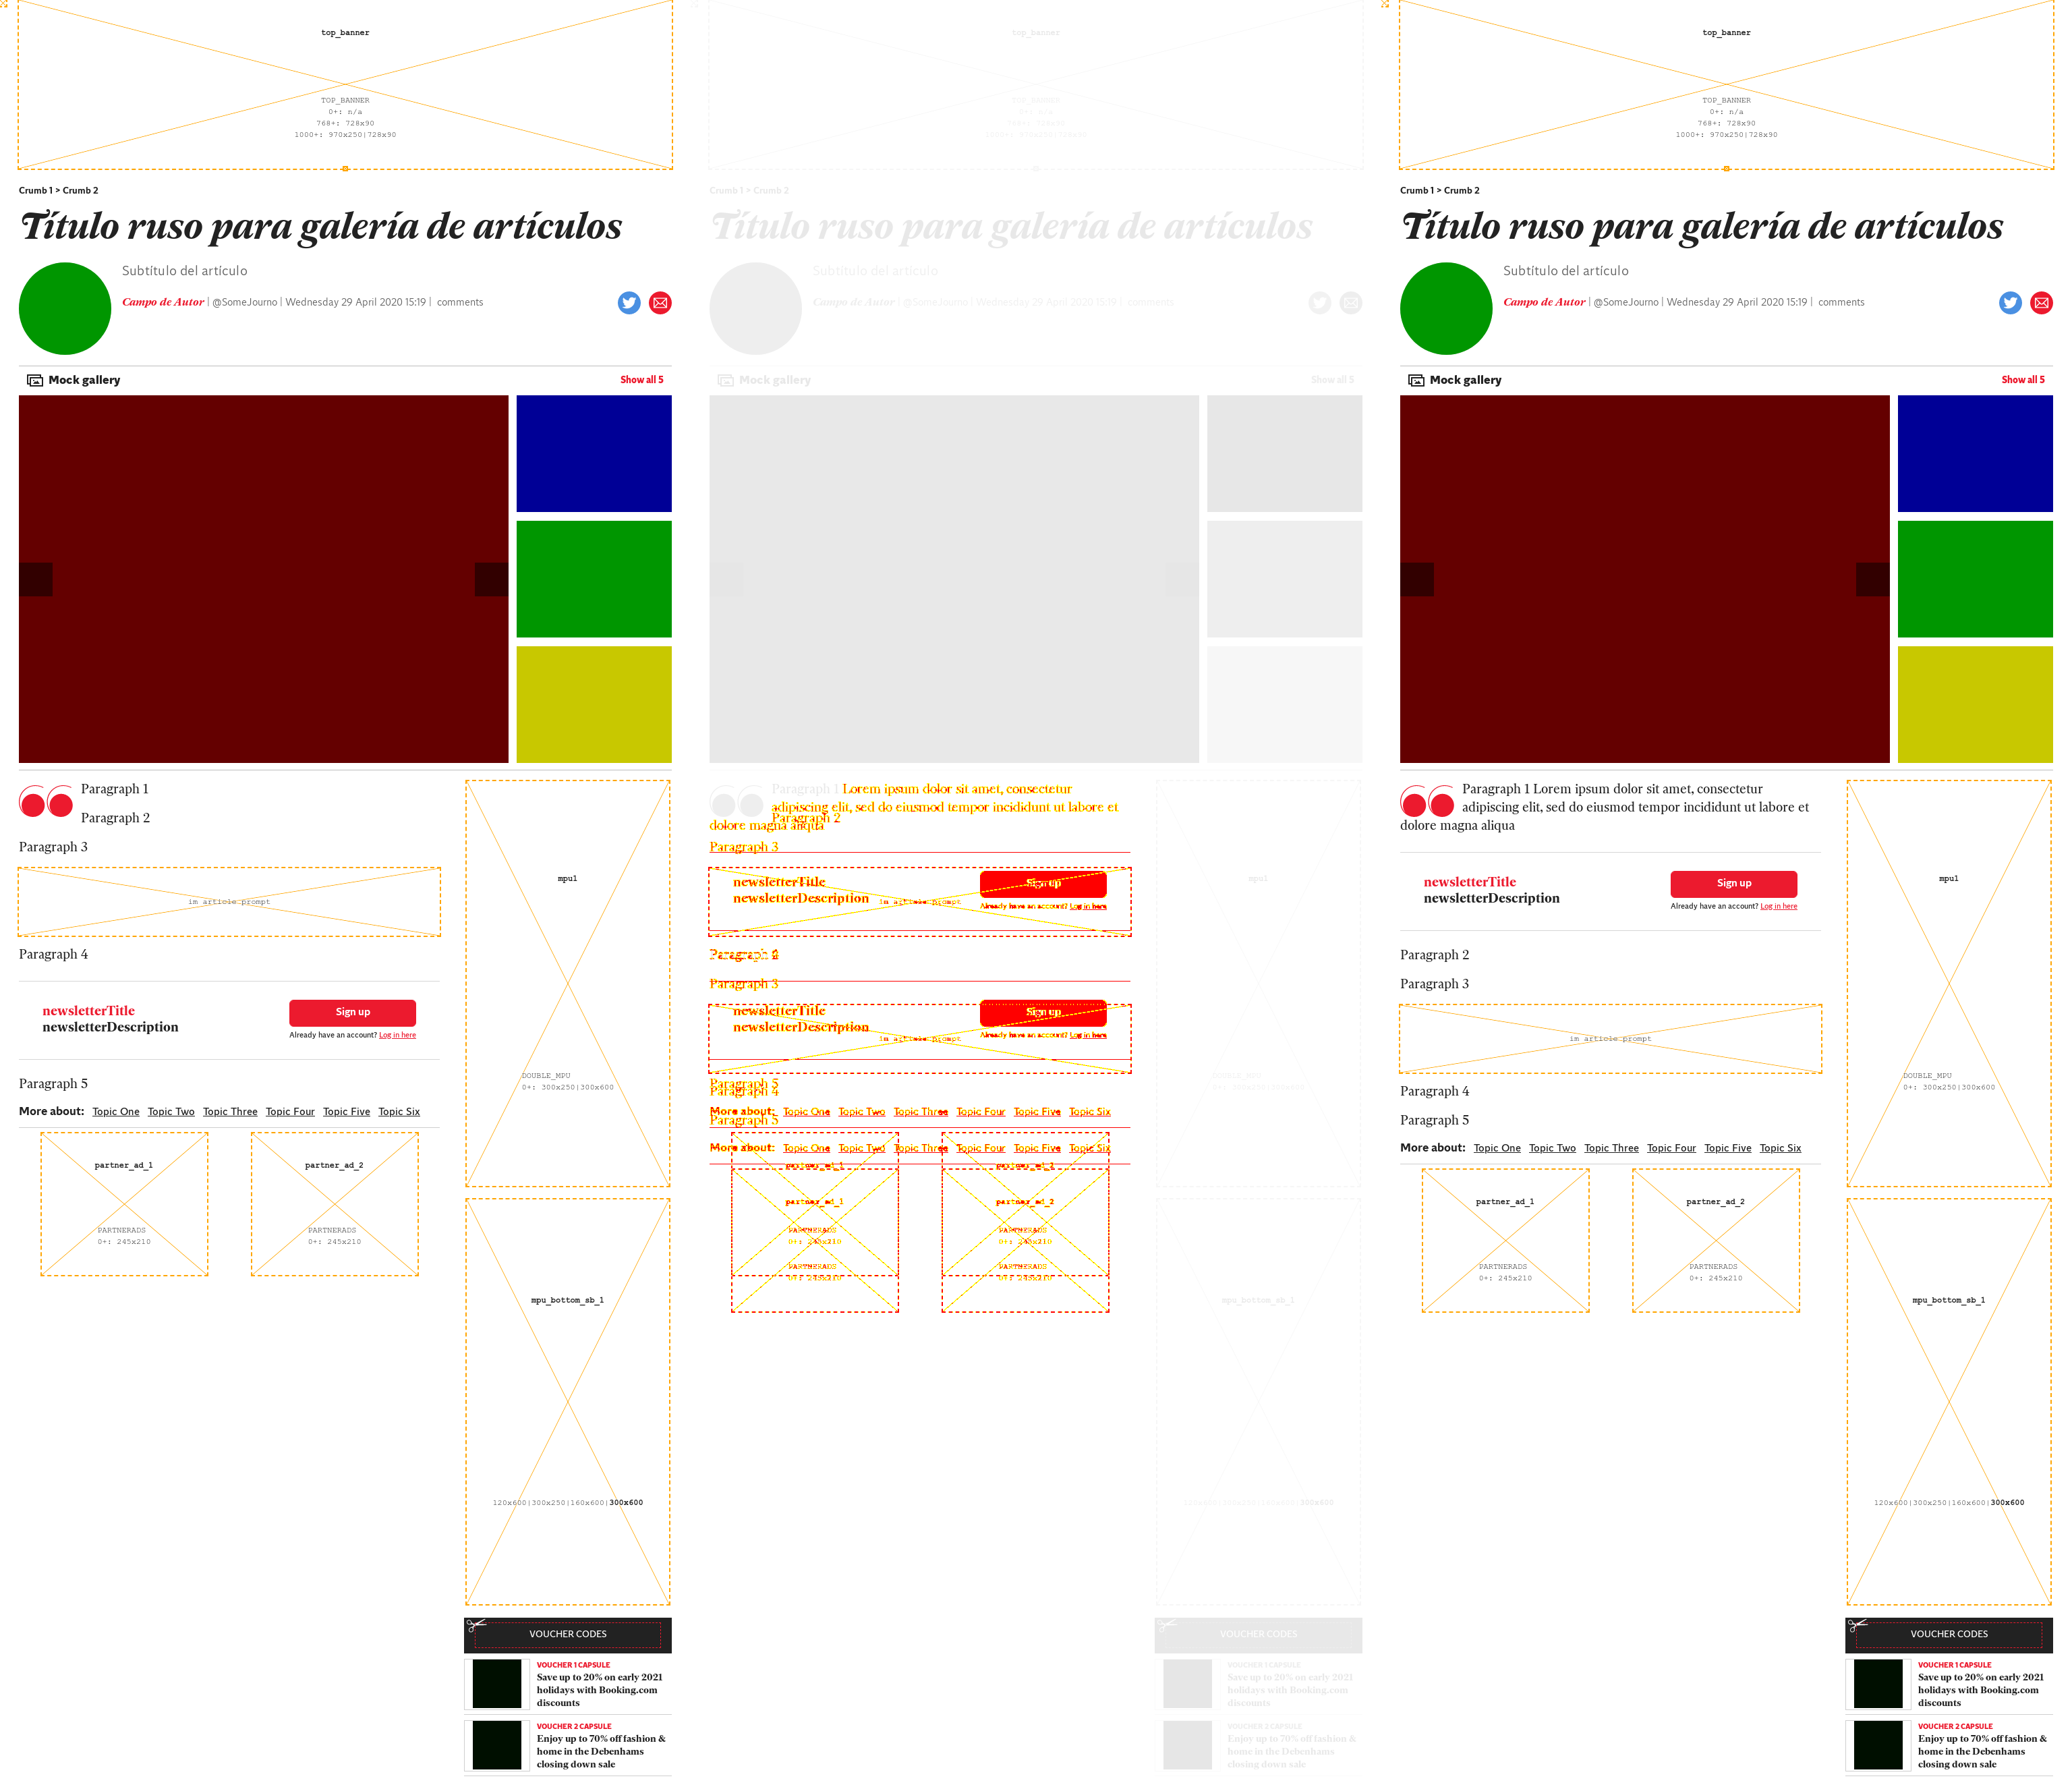 top_banner
TOP_BANNER
0+: n/a
768+: 728x90
1000+: 970x250|728x90
Crumb 1 > Crumb 2
Título ruso para galería de artículos
Subtítulo del artículo
Campo de Autor | @SomeJourno | Wednesday 29 April 2020 15:19 | comments
Mock gallery
Show all 5
Paragraph 1
Paragraph 2
Paragraph 3
im article prompt
Paragraph 4
newsletterTitle
newsletterDescription
Sign up
Already have an account? Log in here
Paragraph 5
More about: Topic One Topic Two Topic Three Topic Four Topic Five Topic Six
partner_ad_1
PARTNERADS
0+: 245x210
partner_ad_2
PARTNERADS
0+: 245x210
mpu1
DOUBLE_MPU
0+: 300x250|300x600
mpu_bottom_sb_1
120x600|300x250|160x600|300x600
VOUCHER CODES
VOUCHER 1 CAPSULE
Save up to 20% on early 2021
holidays with Booking.com
discounts
VOUCHER 2 CAPSULE
Enjoy up to 70% off fashion &
home in the Debenhams
closing down sale
top_banner
TOP_BANNER
0+: n/a
768+: 728x90
1000+: 970x250|728x90
Crumb 1 > Crumb 2
Título ruso para galería de artículos
Subtítulo del artículo
Campo de Autor | @SomeJourno | Wednesday 29 April 2020 15:19 | comments
Mock gallery
Show all 5
Paragraph 1 Lorem ipsum dolor sit amet, consectetur
adipiscing elit, sed do eiusmod tempor incididunt ut labore et
Paragraph 2
dolore magna aliqua
Paragraph 3
newsletterTitle
newsletterDescription
im article prompt
Sign up
Already have an account? Log in here
Paragraph 3
newsletterTitle
newsletterDescription
im article prompt
Sign up
Already have an account? Log in here
Paragraph 5
Paragraph 4
More about: Topic One Topic Two Topic Three Topic Four Topic Five Topic Six
Paragraph 5
More about: Topic One Topic Two Topic Three Topic Four Topic Five Topic Six
partner_ad_1
PARTNERADS
0+: 245x210
PARTNERADS
0+: 245x210
partner_ad_2
PARTNERADS
0+: 245x210
PARTNERADS
0+: 245x210
mpu1
DOUBLE_MPU
0+: 300x250|300x600
mpu_bottom_sb_1
120x600|300x250|160x600|300x600
VOUCHER CODES
VOUCHER 1 CAPSULE
Save up to 20% on early 2021
holidays with Booking.com
discounts
VOUCHER 2 CAPSULE
Enjoy up to 70% off fashion &
home in the Debenhams
closing down sale
top_banner
TOP_BANNER
0+: n/a
768+: 728x90
1000+: 970x250|728x90
Crumb 1 > Crumb 2
Título ruso para galería de artículos
Subtítulo del artículo
Campo de Autor | @SomeJourno | Wednesday 29 April 2020 15:19 | comments
Mock gallery
Show all 5
Paragraph 1 Lorem ipsum dolor sit amet, consectetur
adipiscing elit, sed do eiusmod tempor incididunt ut labore et
dolore magna aliqua
newsletterTitle
newsletterDescription
Sign up
Already have an account? Log in here
Paragraph 2
Paragraph 3
im article prompt
Paragraph 4
Paragraph 5
More about: Topic One Topic Two Topic Three Topic Four Topic Five Topic Six
partner_ad_1
PARTNERADS
0+: 245x210
partner_ad_2
PARTNERADS
0+: 245x210
mpu1
DOUBLE_MPU
0+: 300x250|300x600
mpu_bottom_sb_1
120x600|300x250|160x600|300x600
VOUCHER CODES
VOUCHER 1 CAPSULE
Save up to 20% on early 2021
holidays with Booking.com
discounts
VOUCHER 2 CAPSULE
Enjoy up to 70% off fashion &
home in the Debenhams
closing down sale